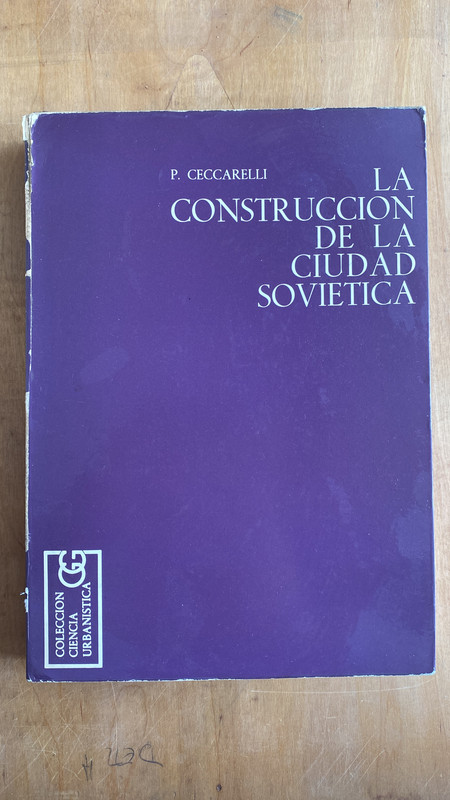 P. CECCARELLI
LA
CONSTRUCCION
DE LA
CIUDAD
SOVIETICA
GG
COLECCION
CIENCIA
URBANISTICA